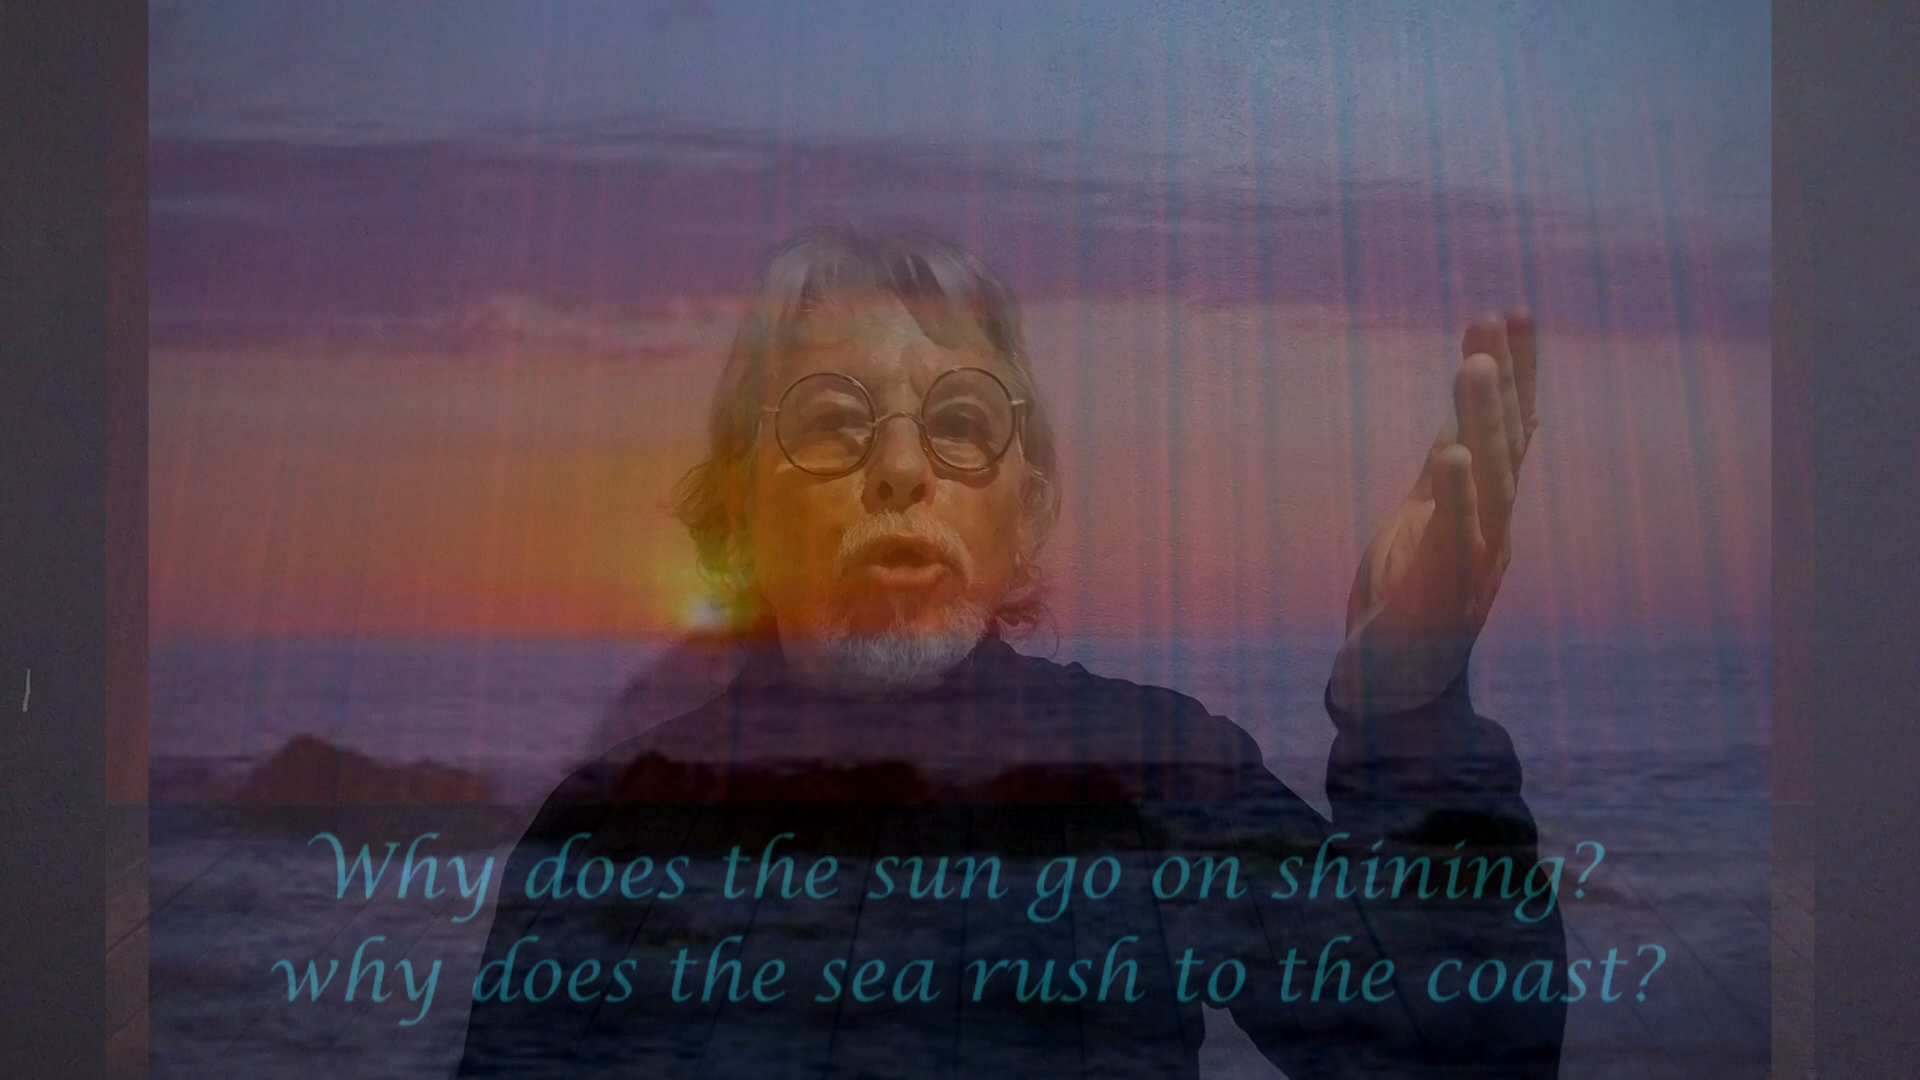 Why does the sun go on shining?
why does the sea rush to the coast?